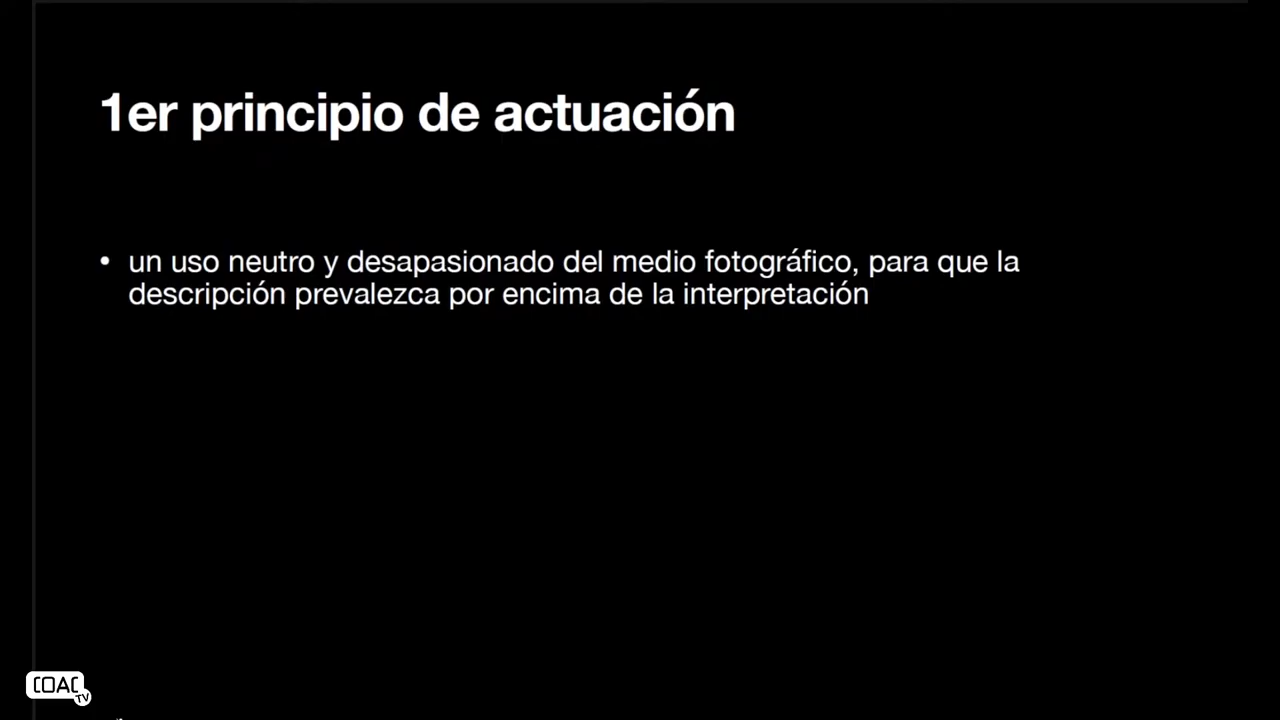 1er principio de actuación
• un uso neutro y desapasionado del medio fotográfico, para que la
descripción prevalezca por encima de la interpretación
COAC
TV